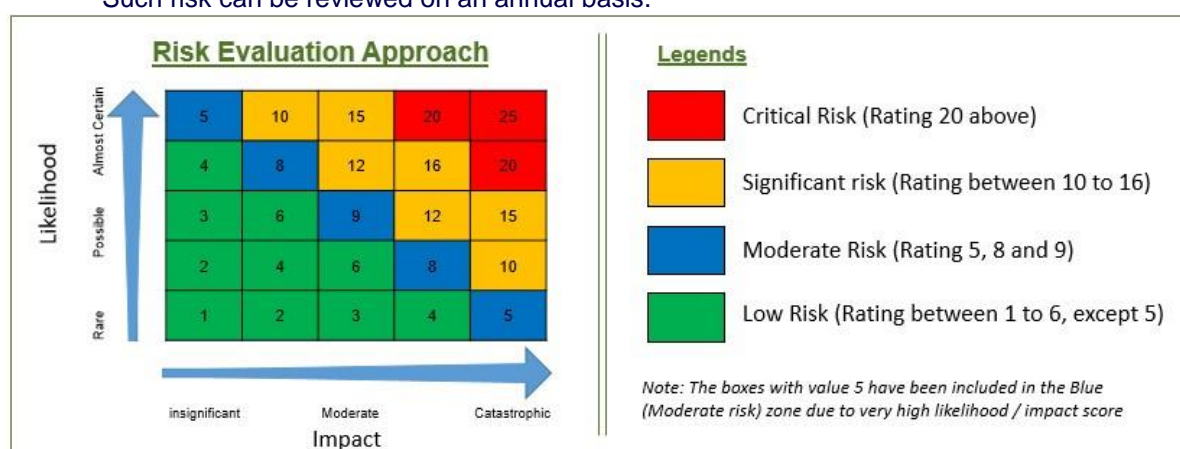 Such risk can be reviewed on an annual basis.
Risk Evaluation Approach
Likelihood
Almost Certain
Possible
Rare
5 10 15 20 25
4 8 12 16 20
3 6 9 12 15
2 4 6 8 10
1 2 3 4 5
insignificant Moderate Catastrophic
Impact
Legends
Critical Risk (Rating 20 above)
Significant risk (Rating between 10 to 16)
Moderate Risk (Rating 5, 8 and 9)
Low Risk (Rating between 1 to 6, except 5)
Note: The boxes with value 5 have been included in the Blue
(Moderate risk) zone due to very high likelihood / impact score